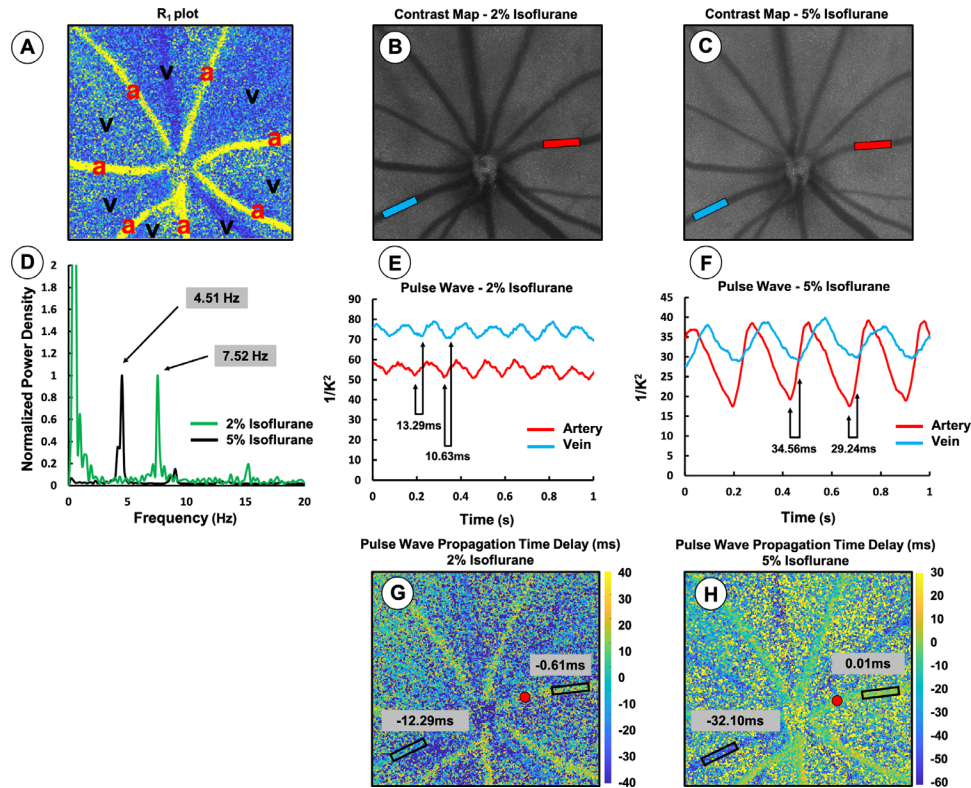 R1 plot
Contrast Map - 2% Isoflurane
Contrast Map - 5% Isoflurane
A
B
C
v
a
a
v
v
v
a
a
v
v
a
v
a
v
a
a
D
E
F
2
1.8
1.6
1.4
1.2
1
0.8
0.6
0.4
0.2
0
Normalized Power Density
4.51 Hz
7.52 Hz
2% Isoflurane
5% Isoflurane
0 5 10 15 20
Frequency (Hz)
Pulse Wave - 2% Isoflurane
90
80
70
60
50
40
30
20
10
0
1/K2
13.29ms
10.63ms
Artery
Vein
0 0.2 0.4 0.6 0.8 1
Time (s)
Pulse Wave - 5% Isoflurane
45
40
35
30
25
20
15
10
5
0
1/K2
34.56ms
29.24ms
Artery
Vein
0 0.2 0.4 0.6 0.8 1
Time (s)
Pulse Wave Propagation Time Delay (ms)
2% Isoflurane
G
-0.61ms
-12.29ms
40
30
20
10
0
-10
-20
-30
-40
Pulse Wave Propagation Time Delay (ms)
5% Isoflurane
H
0.01ms
-32.10ms
30
20
10
0
-10
-20
-30
-40
-50
-60